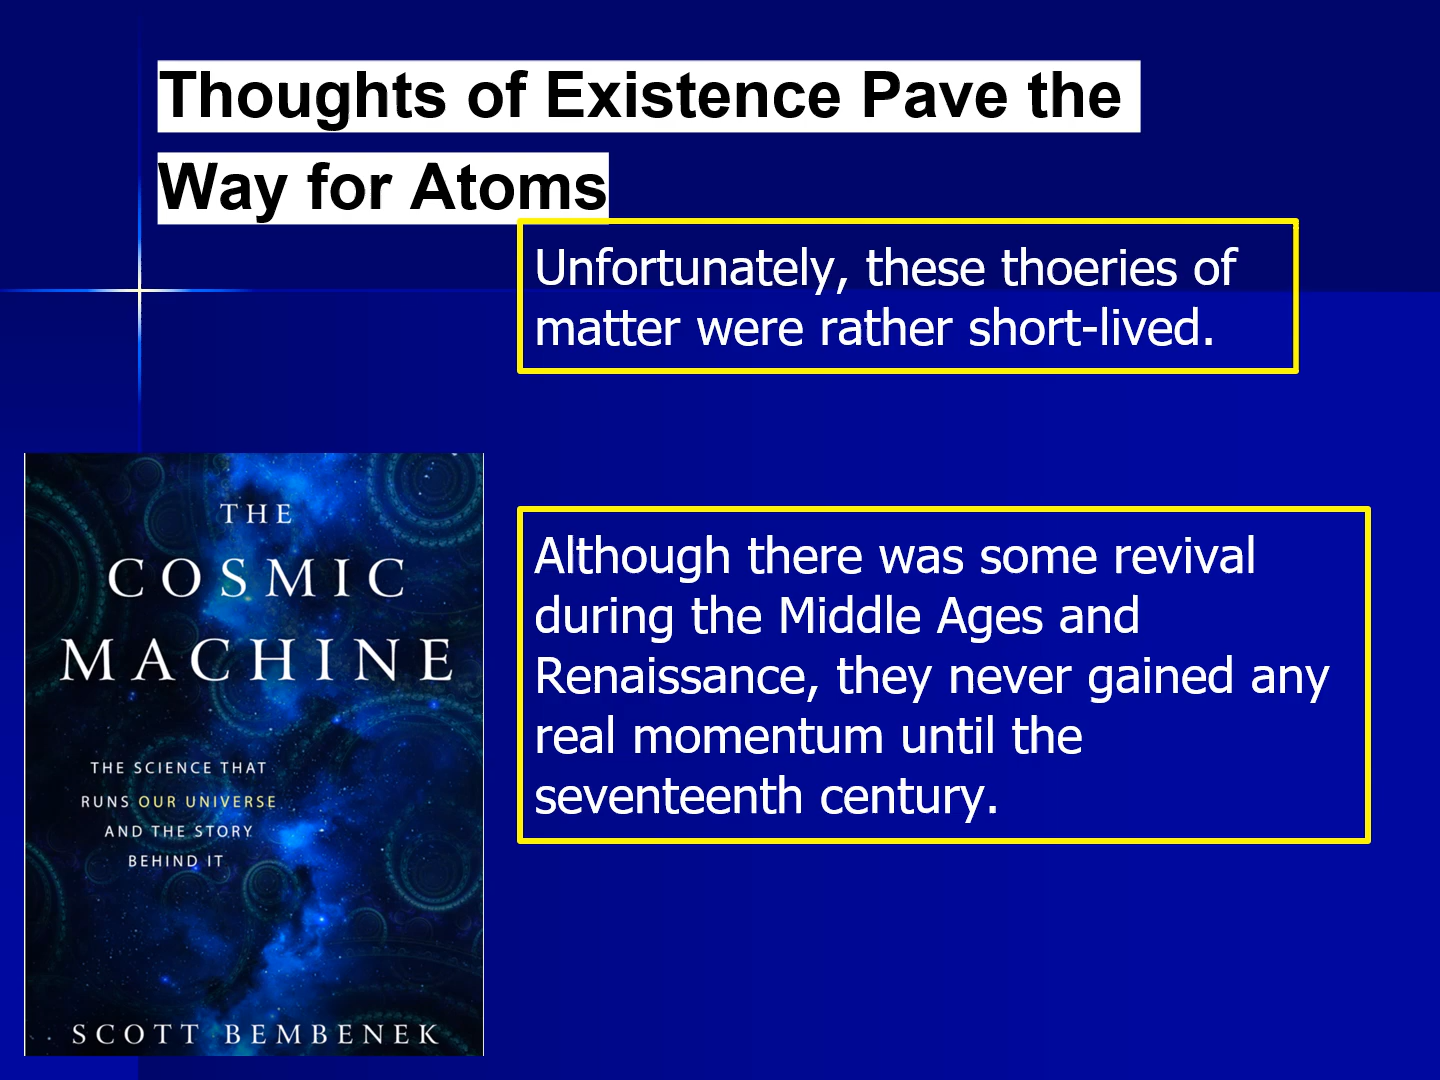 Thoughts of Existence Pave the
Way for Atoms
Unfortunately, these thoeries of
matter were rather short-lived.
Although there was some revival
during the Middle Ages and
Renaissance, they never gained any
real momentum until the
seventeenth century.
THE
COSMIC
MACHINE
THE SCIENCE THAT
RUNS OUR UNIVERSE
AND THE STORY
BEHIND IT
SCOTT BEMBENEK